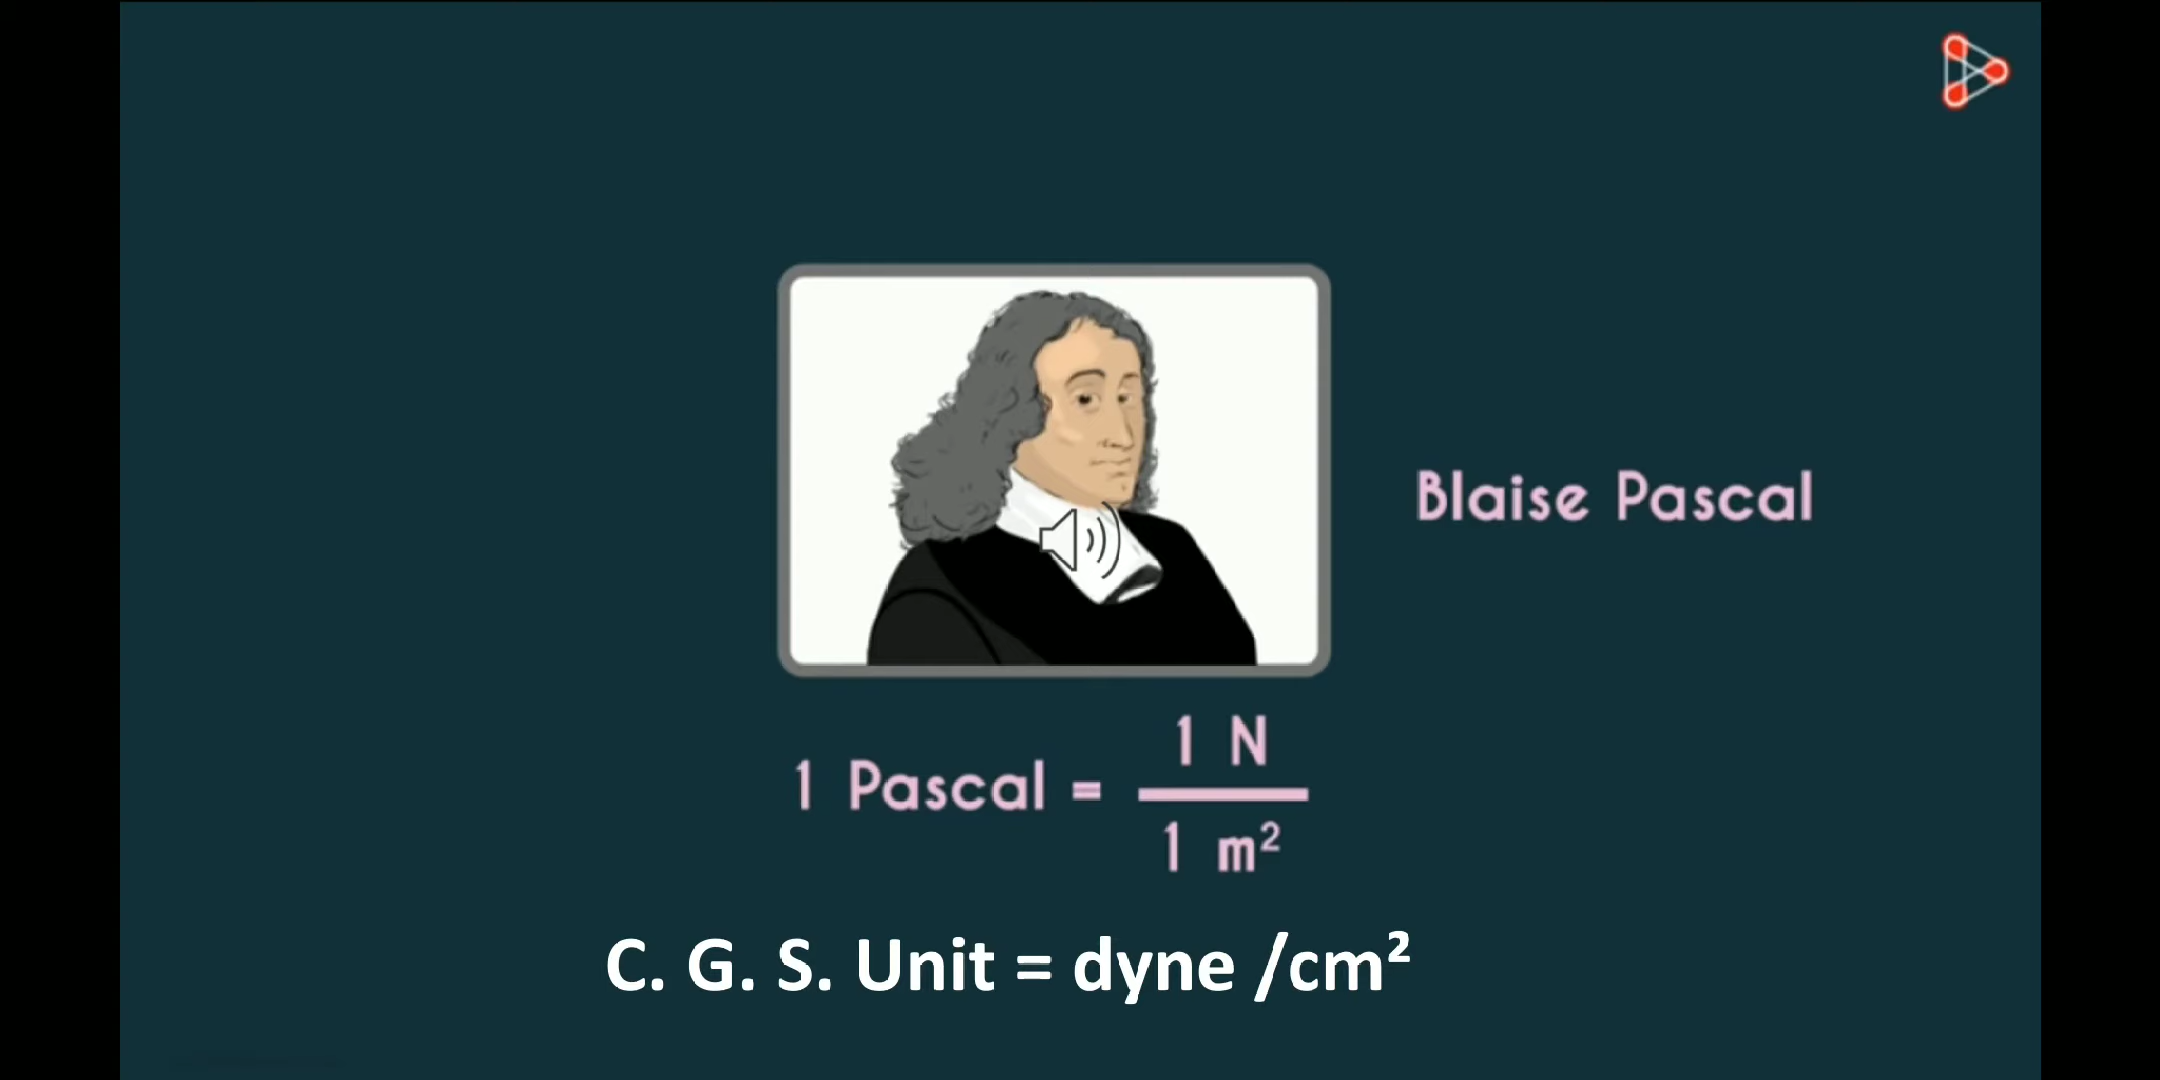 Blaise Pascal
1 Pascal = 1 N / 1 m²
C. G. S. Unit = dyne /cm²